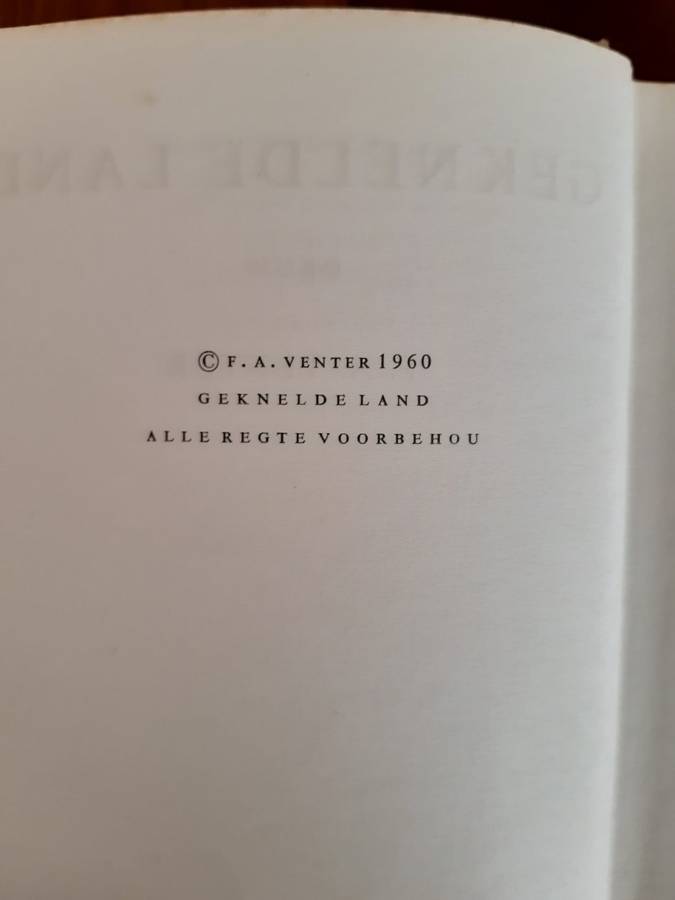 © F. A. VENTER 1960
GEKNELDE LAND
ALLE REGTE VOORBEHOU